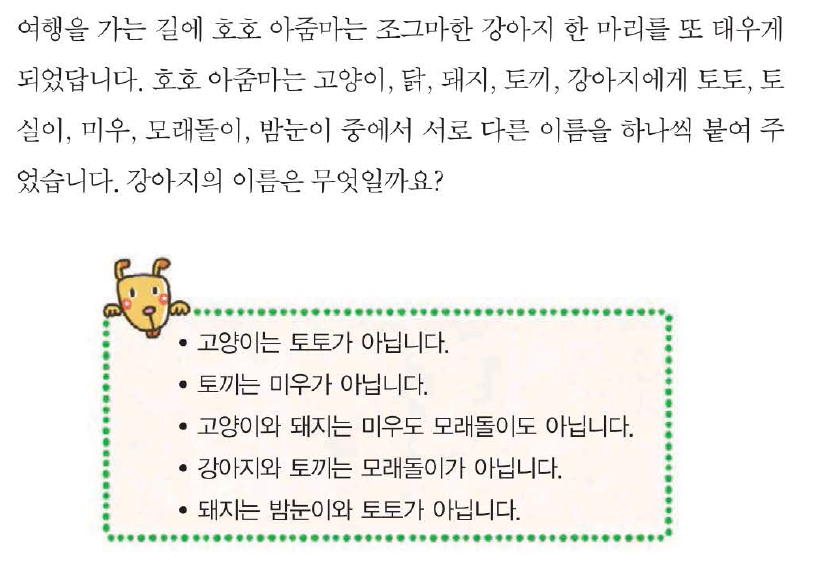 여행을 가는 길에 호호 아줌마는 조그마한 강아지 한 마리를 또 태우게
되었답니다. 호호 아줌마는 고양이, 닭, 돼지, 토끼, 강아지에게 토토, 토
실이, 미우, 모래돌이, 밤눈이 중에서 서로 다른 이름을 하나씩 붙여 주
었습니다. 강아지의 이름은 무엇일까요?
• 고양이는 토토가 아닙니다.
• 토끼는 미우가 아닙니다.
• 고양이와 돼지는 미우도 모래돌이도 아닙니다.
• 강아지와 토끼는 모래돌이가 아닙니다.
• 돼지는 밤눈이와 토토가 아닙니다.